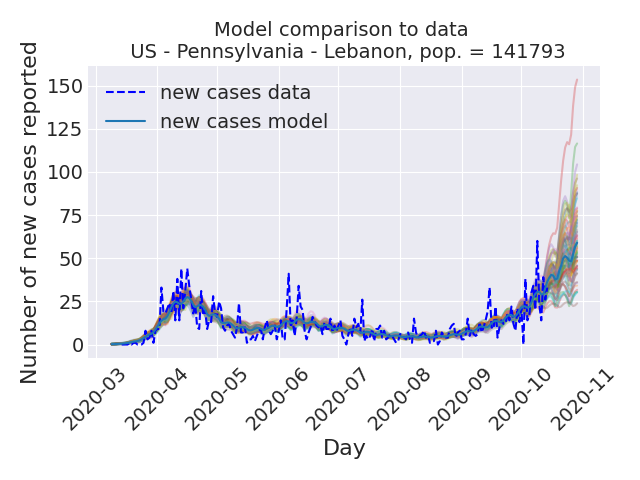 Model comparison to data
US - Pennsylvania - Lebanon, pop. = 141793
Number of new cases reported
150
125
100
75
50
25
0
new cases data
new cases model
2020-03
2020-04
2020-05
2020-06
2020-07
2020-08
2020-09
2020-10
2020-11
Day